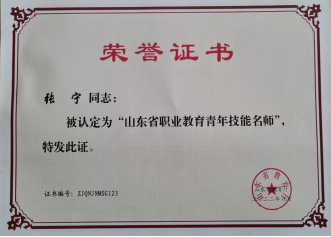 荣誉证书
张 宁 同志：
被认定为“山东省职业教育青年技能名师”，
特发此证。
证书编号：ZJQNJNMSG123